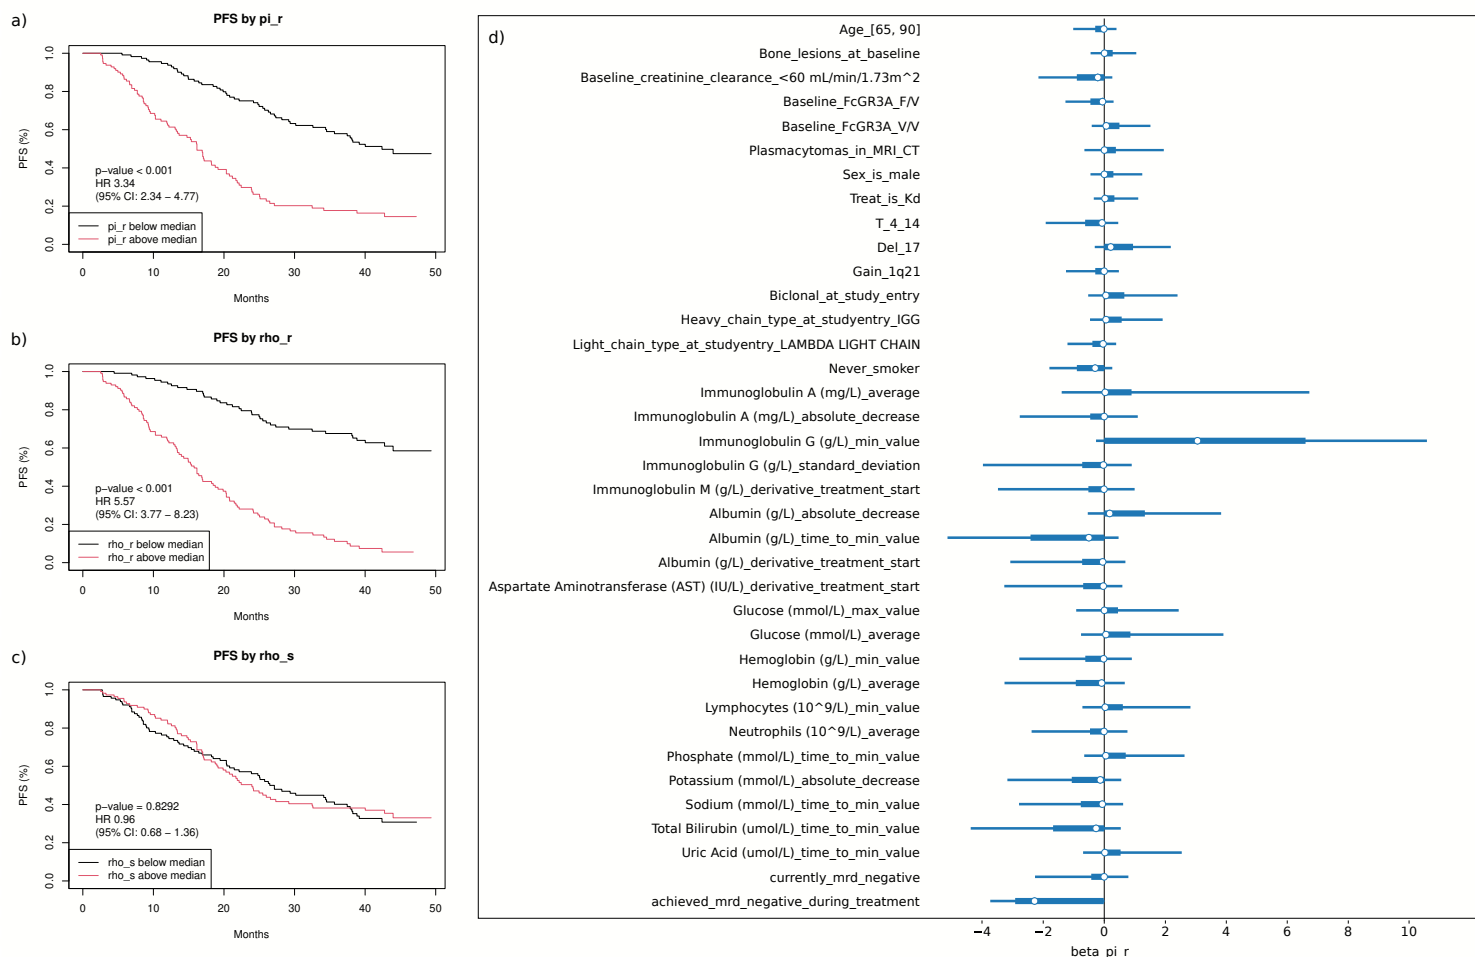 a)
PFS by pi_r
PFS (%)
0.0 0.2 0.4 0.6 0.8 1.0
p−value < 0.001
HR 3.34
(95% CI: 2.34 − 4.77)
pi_r below median
pi_r above median
0 10 20 30 40 50
Months
b)
PFS by rho_r
PFS (%)
0.0 0.2 0.4 0.6 0.8 1.0
p−value < 0.001
HR 5.57
(95% CI: 3.77 − 8.23)
rho_r below median
rho_r above median
0 10 20 30 40 50
Months
c)
PFS by rho_s
PFS (%)
0.0 0.2 0.4 0.6 0.8 1.0
p−value = 0.8292
HR 0.96
(95% CI: 0.68 − 1.36)
rho_s below median
rho_s above median
0 10 20 30 40 50
Months
d)
Age_[65, 90]
Bone_lesions_at_baseline
Baseline_creatinine_clearance_<60 mL/min/1.73m^2
Baseline_FcGR3A_F/V
Baseline_FcGR3A_V/V
Plasmacytomas_in_MRI_CT
Sex_is_male
Treat_is_Kd
T_4_14
Del_17
Gain_1q21
Biclonal_at_study_entry
Heavy_chain_type_at_studyentry_IGG
Light_chain_type_at_studyentry_LAMBDA LIGHT CHAIN
Never_smoker
Immunoglobulin A (mg/L)_average
Immunoglobulin A (mg/L)_absolute_decrease
Immunoglobulin G (g/L)_min_value
Immunoglobulin G (g/L)_standard_deviation
Immunoglobulin M (g/L)_derivative_treatment_start
Albumin (g/L)_absolute_decrease
Albumin (g/L)_time_to_min_value
Albumin (g/L)_derivative_treatment_start
Aspartate Aminotransferase (AST) (IU/L)_derivative_treatment_start
Glucose (mmol/L)_max_value
Glucose (mmol/L)_average
Hemoglobin (g/L)_min_value
Hemoglobin (g/L)_average
Lymphocytes (10^9/L)_min_value
Neutrophils (10^9/L)_average
Phosphate (mmol/L)_time_to_min_value
Potassium (mmol/L)_absolute_decrease
Sodium (mmol/L)_time_to_min_value
Total Bilirubin (umol/L)_time_to_min_value
Uric Acid (umol/L)_time_to_min_value
currently_mrd_negative
achieved_mrd_negative_during_treatment
−4 −2 0 2 4 6 8 10
beta_pi_r